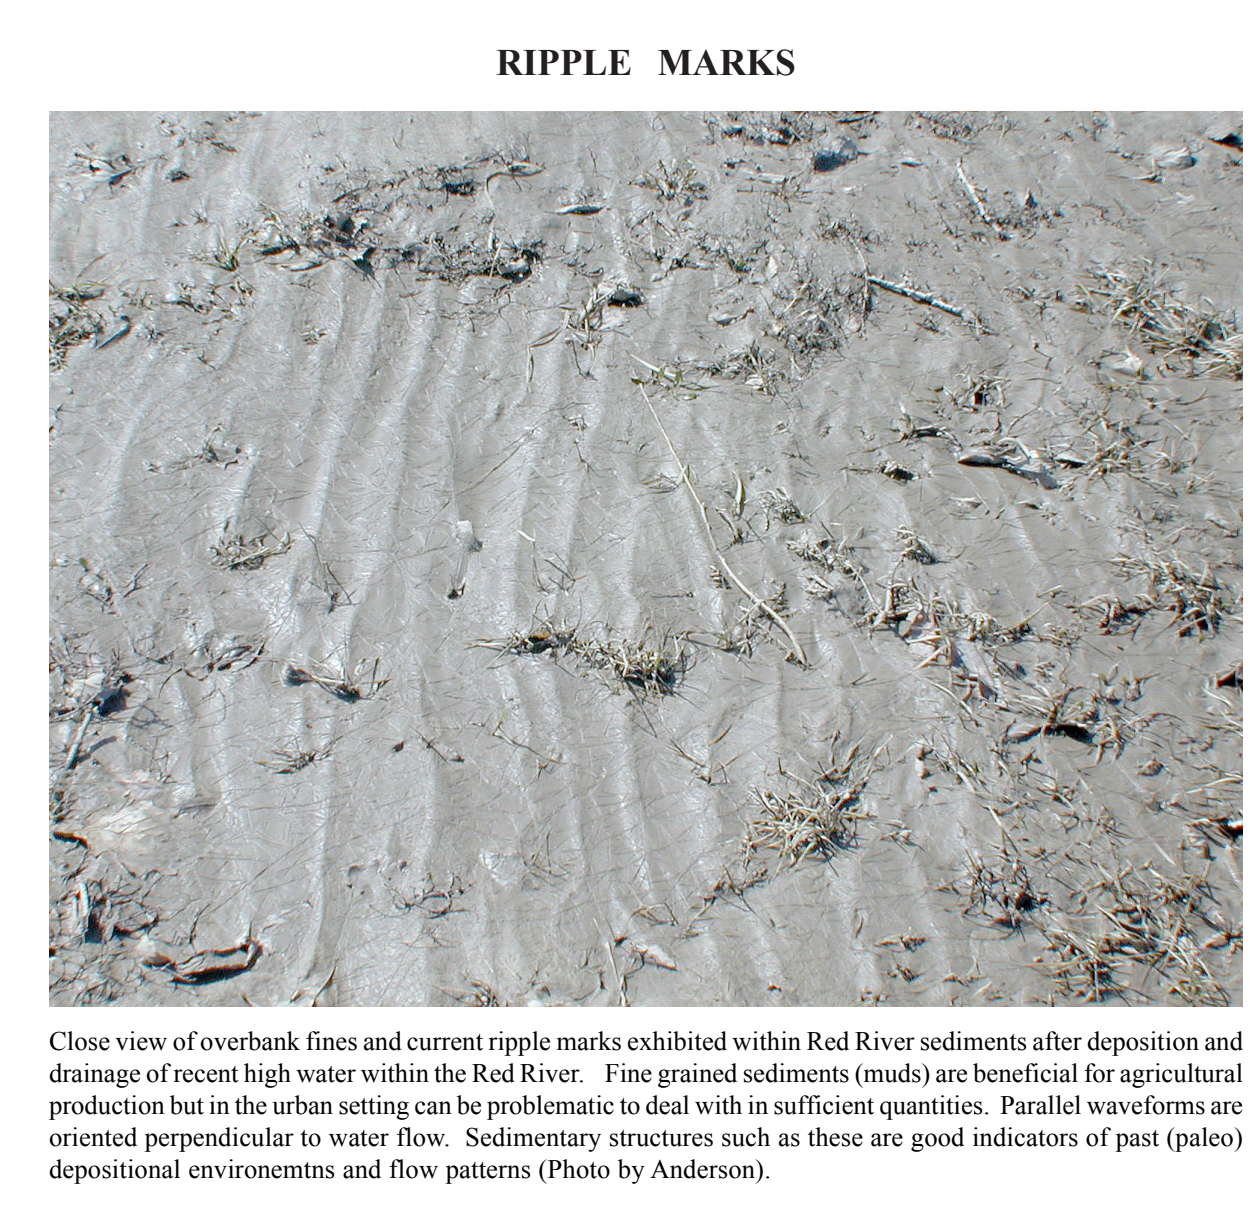 RIPPLE MARKS
Close view of overbank fines and current ripple marks exhibited within Red River sediments after deposition and
drainage of recent high water within the Red River. Fine grained sediments (muds) are beneficial for agricultural
production but in the urban setting can be problematic to deal with in sufficient quantities. Parallel waveforms are
oriented perpendicular to water flow. Sedimentary structures such as these are good indicators of past (paleo)
depositional environemtns and flow patterns (Photo by Anderson).